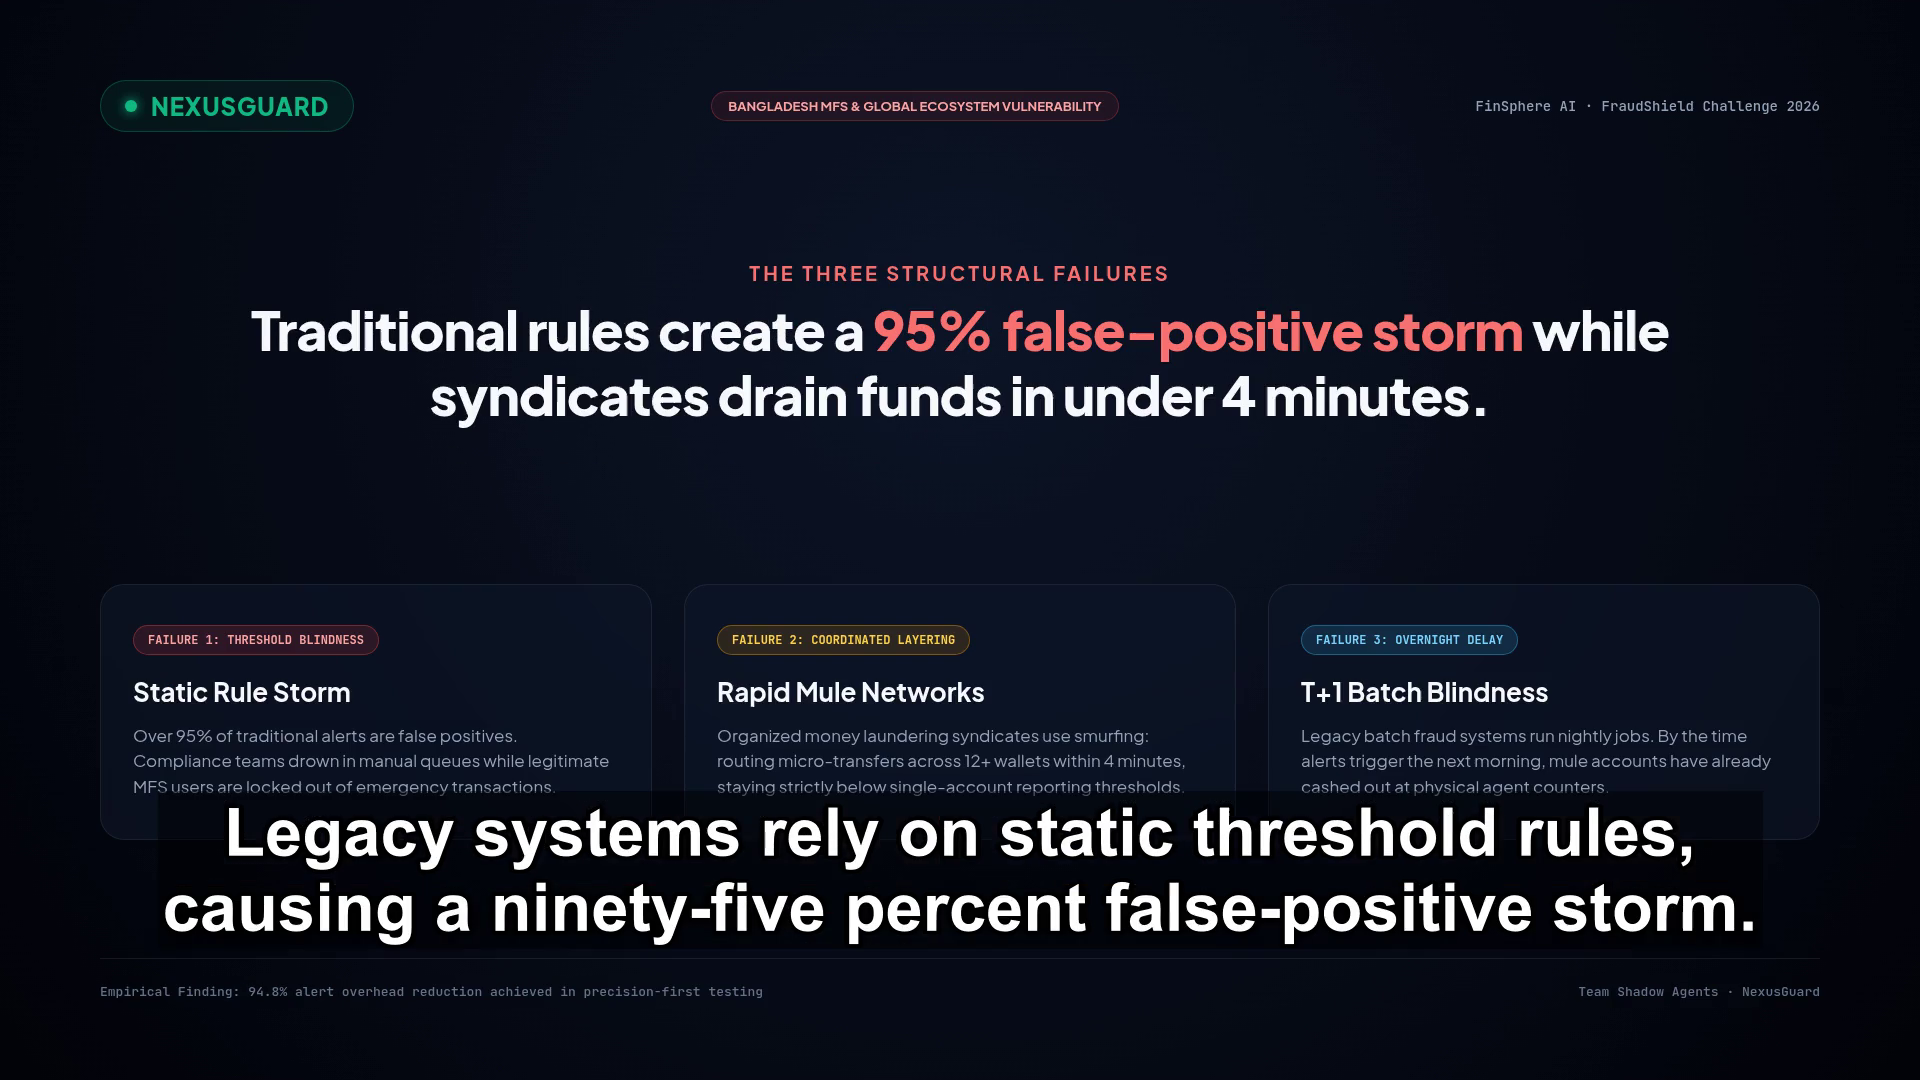 NEXUSGUARD
BANGLADESH MFS & GLOBAL ECOSYSTEM VULNERABILITY
FinSphere AI · FraudShield Challenge 2026
THE THREE STRUCTURAL FAILURES
Traditional rules create a 95% false-positive storm while
syndicates drain funds in under 4 minutes.
FAILURE 1: THRESHOLD BLINDNESS
Static Rule Storm
Over 95% of traditional alerts are false positives.
Compliance teams drown in manual queues while legitimate
MFS users are locked out of emergency transactions.
FAILURE 2: COORDINATED LAYERING
Rapid Mule Networks
Organized money laundering syndicates use smurfing:
routing micro-transfers across 12+ wallets within 4 minutes,
staying strictly below single-account reporting thresholds.
FAILURE 3: OVERNIGHT DELAY
T+1 Batch Blindness
Legacy batch fraud systems run nightly jobs. By the time
alerts trigger the next morning, mule accounts have already
cashed out at physical agent counters.
Legacy systems rely on static threshold rules,
causing a ninety-five percent false-positive storm.
Empirical Finding: 94.8% alert overhead reduction achieved in precision-first testing
Team Shadow Agents · NexusGuard